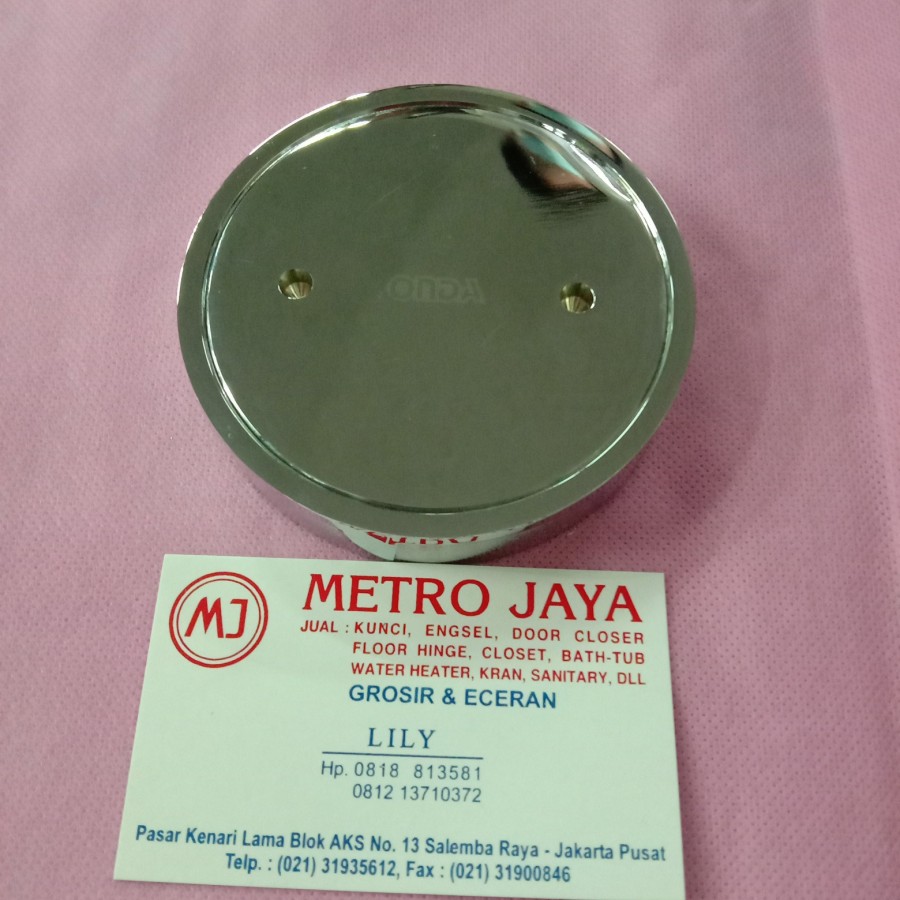 METRO JAYA
MJ
JUAL : KUNCI, ENGSEL, DOOR CLOSER
FLOOR HINGE, CLOSET, BATH-TUB
WATER HEATER, KRAN, SANITARY, DLL
GROSIR & ECERAN
LILY
Hp. 0818 813581
0812 13710372
Pasar Kenari Lama Blok AKS No. 13 Salemba Raya - Jakarta Pusat
Telp. : (021) 31935612, Fax : (021) 31900846